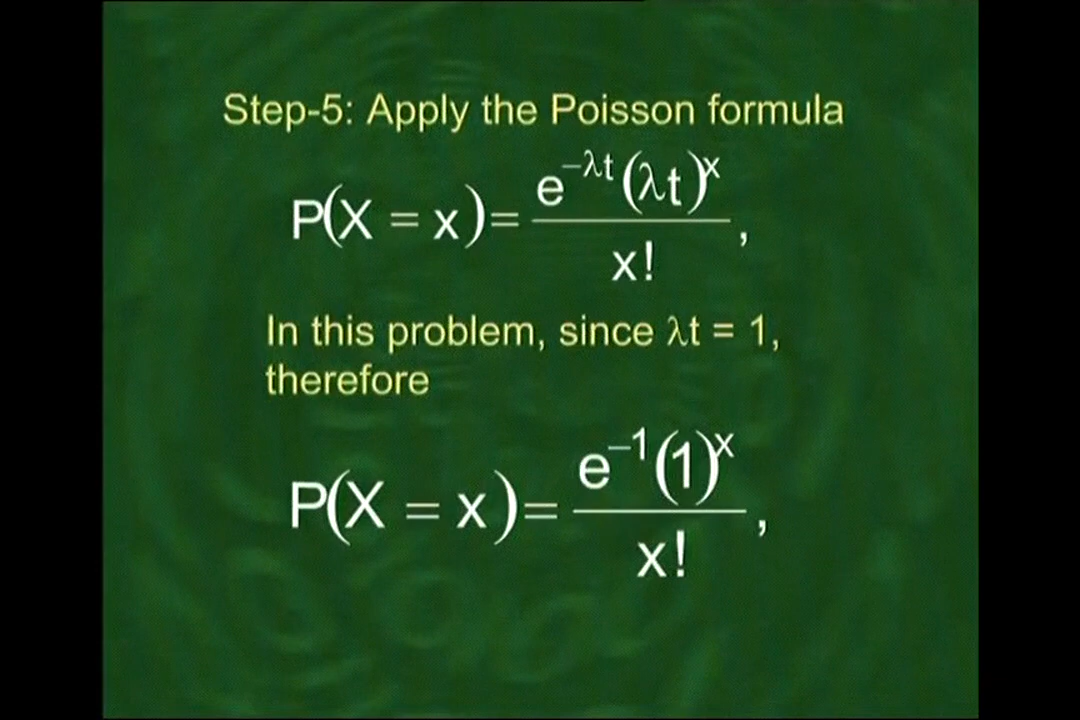 Step-5: Apply the Poisson formula
P(X = x) = e^{-λt}(λt)^x / x! ,
In this problem, since λt = 1,
therefore
P(X = x) = e^{-1}(1)^x / x! ,